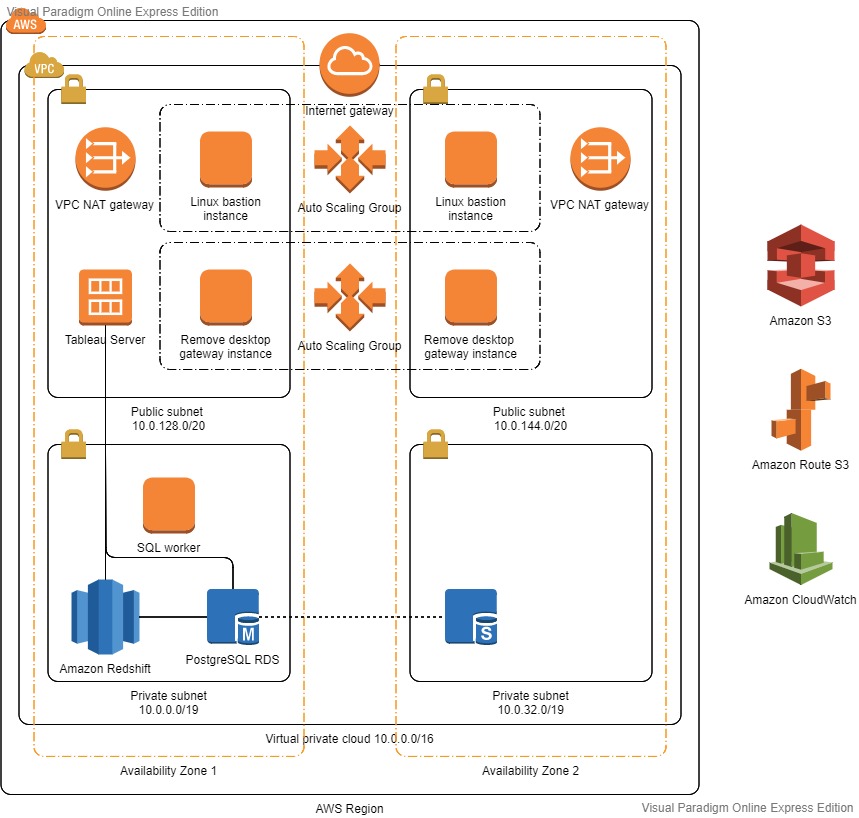 Visual Paradigm Online Express Edition
AWS
VPC
Internet gateway
VPC NAT gateway
Linux bastion
instance
Auto Scaling Group
Linux bastion
instance
VPC NAT gateway
Tableau Server
Remove desktop
gateway instance
Auto Scaling Group
Remove desktop
gateway instance
Amazon S3
Public subnet
10.0.128.0/20
Public subnet
10.0.144.0/20
Amazon Route S3
SQL worker
Amazon CloudWatch
M
S
Amazon Redshift
PostgreSQL RDS
Private subnet
10.0.0.0/19
Private subnet
10.0.32.0/19
Virtual private cloud 10.0.0.0/16
Availability Zone 1
Availability Zone 2
AWS Region
Visual Paradigm Online Express Edition